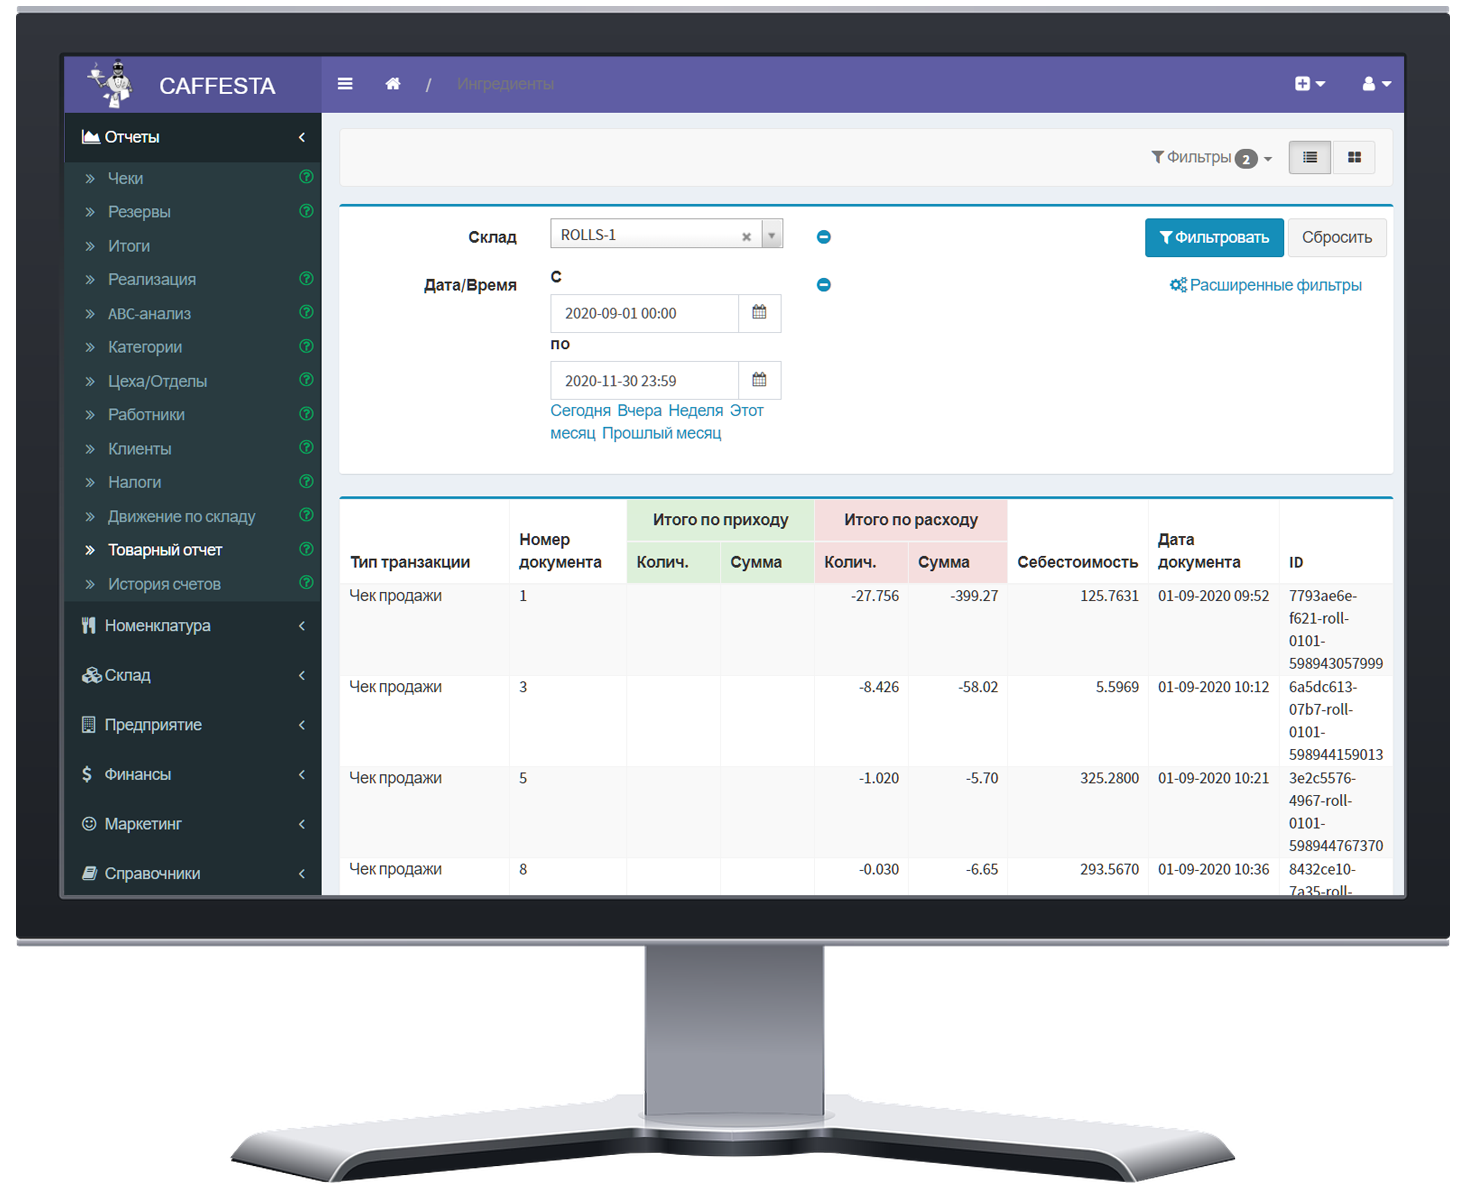 CAFFESTA
/ Ингредиенты
Отчеты
Чеки
Резервы
Итоги
Реализация
ABC-анализ
Категории
Цеха/Отделы
Работники
Клиенты
Налоги
Движение по складу
Товарный отчет
История счетов
Номенклатура
Склад
Предприятие
Финансы
Маркетинг
Справочники
Фильтры 2
Склад
ROLLS-1
Фильтровать
Сбросить
Дата/Время
С
Расширенные фильтры
2020-09-01 00:00
по
2020-11-30 23:59
Сегодня Вчера Неделя Этот
месяц Прошлый месяц
Итого по приходу Итого по расходу
Номер Дата
Тип транзакции документа Колич. Сумма Колич. Сумма Себестоимость документа ID
Чек продажи 1 -27.756 -399.27 125.7631 01-09-2020 09:52 7793ae6e-
f621-roll-
0101-
598943057999
Чек продажи 3 -8.426 -58.02 5.5969 01-09-2020 10:12 6a5dc613-
07b7-roll-
0101-
598944159013
Чек продажи 5 -1.020 -5.70 325.2800 01-09-2020 10:21 3e2c5576-
4967-roll-
0101-
598944767370
Чек продажи 8 -0.030 -6.65 293.5670 01-09-2020 10:36 8432ce10-
7a35-roll-